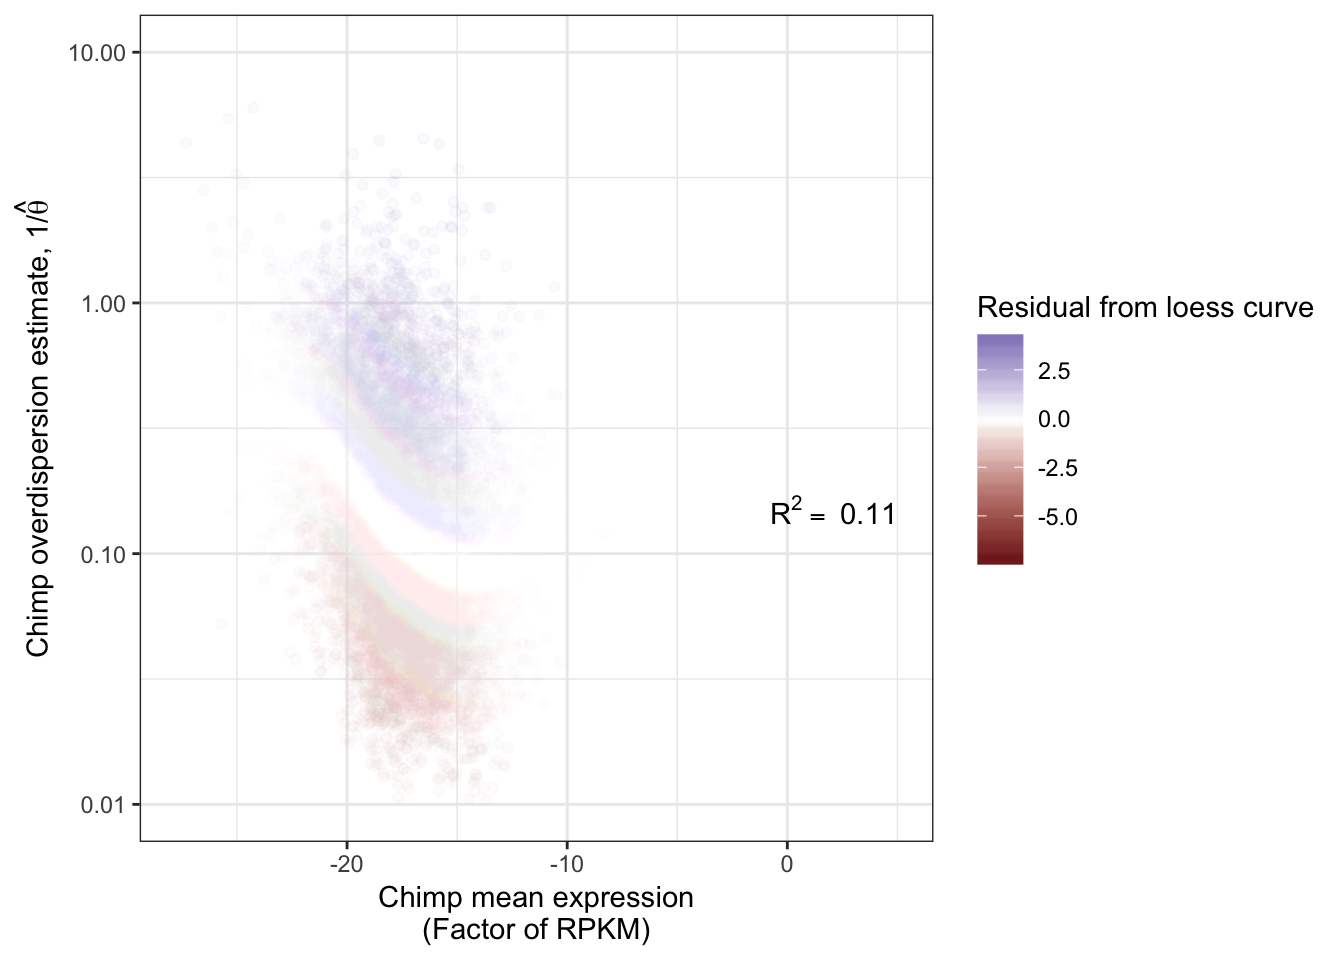 10.00
1.00
0.10
0.01
Chimp overdispersion estimate, 1/θ̂
-20
-10
0
Chimp mean expression
(Factor of RPKM)
R² = 0.11
Residual from loess curve
2.5
0.0
-2.5
-5.0